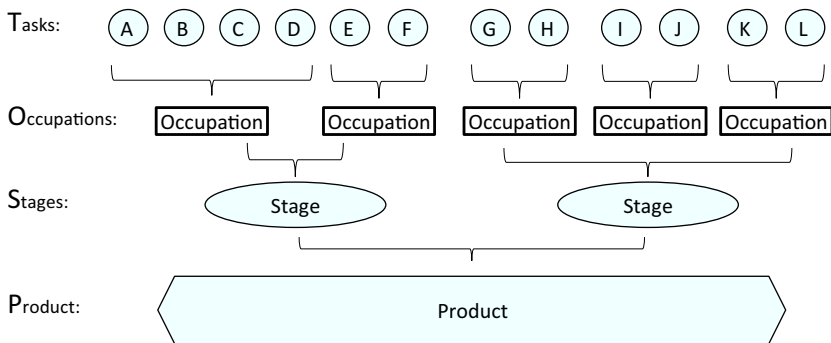 Tasks: A B C D E F G H I J K L
Occupations: Occupation Occupation Occupation Occupation Occupation
Stages: Stage Stage
Product: Product